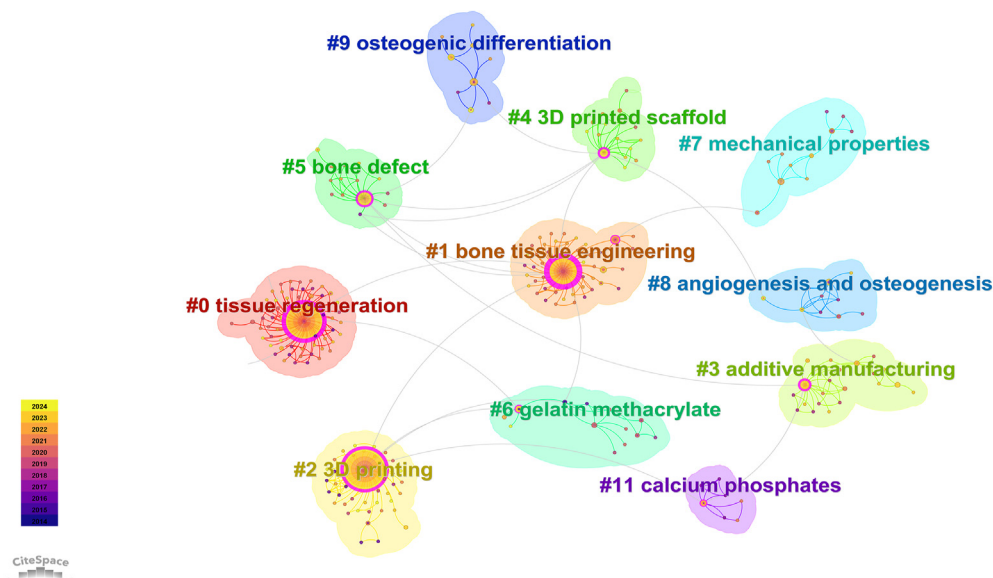 #9 osteogenic differentiation
#4 3D printed scaffold
#7 mechanical properties
#5 bone defect
#1 bone tissue engineering
#8 angiogenesis and osteogenesis
#0 tissue regeneration
#3 additive manufacturing
#6 gelatin methacrylate
#2 3D printing
#11 calcium phosphates
2024
2023
2022
2021
2020
2019
2018
2017
2016
2015
2014
CiteSpace